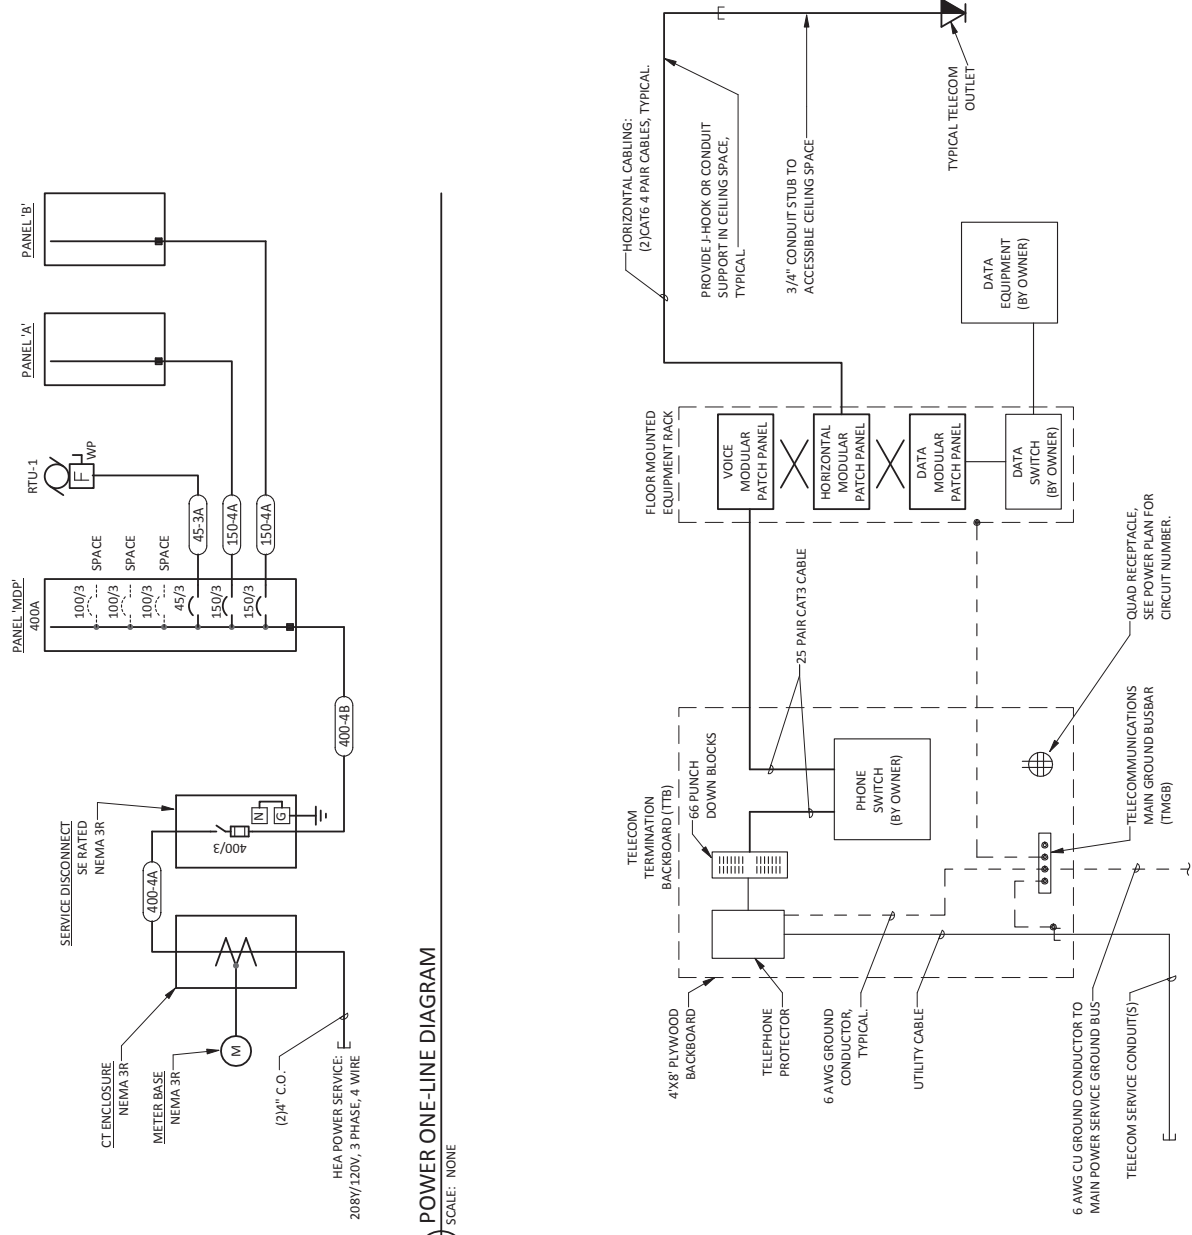 PANEL 'B'
PANEL 'A'
RTU-1
F
WP
PANEL 'MDP'
400A
SPACE
SPACE
SPACE
100/3
100/3
100/3
45/3
150/3
150/3
45-3A
150-4A
150-4A
400-4B
SERVICE DISCONNECT
SE RATED
NEMA 3R
400/3
N
G
400-4A
CT ENCLOSURE
NEMA 3R
METER BASE
NEMA 3R
M
(2)4" C.O.
HEA POWER SERVICE:
208Y/120V, 3 PHASE, 4 WIRE
POWER ONE-LINE DIAGRAM
SCALE: NONE
HORIZONTAL CABLING:
(2)CAT6 4 PAIR CABLES, TYPICAL.
PROVIDE J-HOOK OR CONDUIT
SUPPORT IN CEILING SPACE,
TYPICAL
3/4" CONDUIT STUB TO
ACCESSIBLE CEILING SPACE
TYPICAL TELECOM
OUTLET
FLOOR MOUNTED
EQUIPMENT RACK
VOICE
MODULAR
PATCH PANEL
HORIZONTAL
MODULAR
PATCH PANEL
DATA
MODULAR
PATCH PANEL
DATA
SWITCH
(BY OWNER)
DATA
EQUIPMENT
(BY OWNER)
25 PAIR CAT3 CABLE
QUAD RECEPTACLE,
SEE POWER PLAN FOR
CIRCUIT NUMBER.
TELECOM
TERMINATION
BACKBOARD (TTB)
66 PUNCH
DOWN BLOCKS
PHONE
SWITCH
(BY OWNER)
TELECOMMUNICATIONS
MAIN GROUND BUSBAR
(TMGB)
4'X8' PLYWOOD
BACKBOARD
TELEPHONE
PROTECTOR
6 AWG GROUND
CONDUCTOR,
TYPICAL.
UTILITY CABLE
6 AWG CU GROUND CONDUCTOR TO
MAIN POWER SERVICE GROUND BUS
TELECOM SERVICE CONDUIT(S)